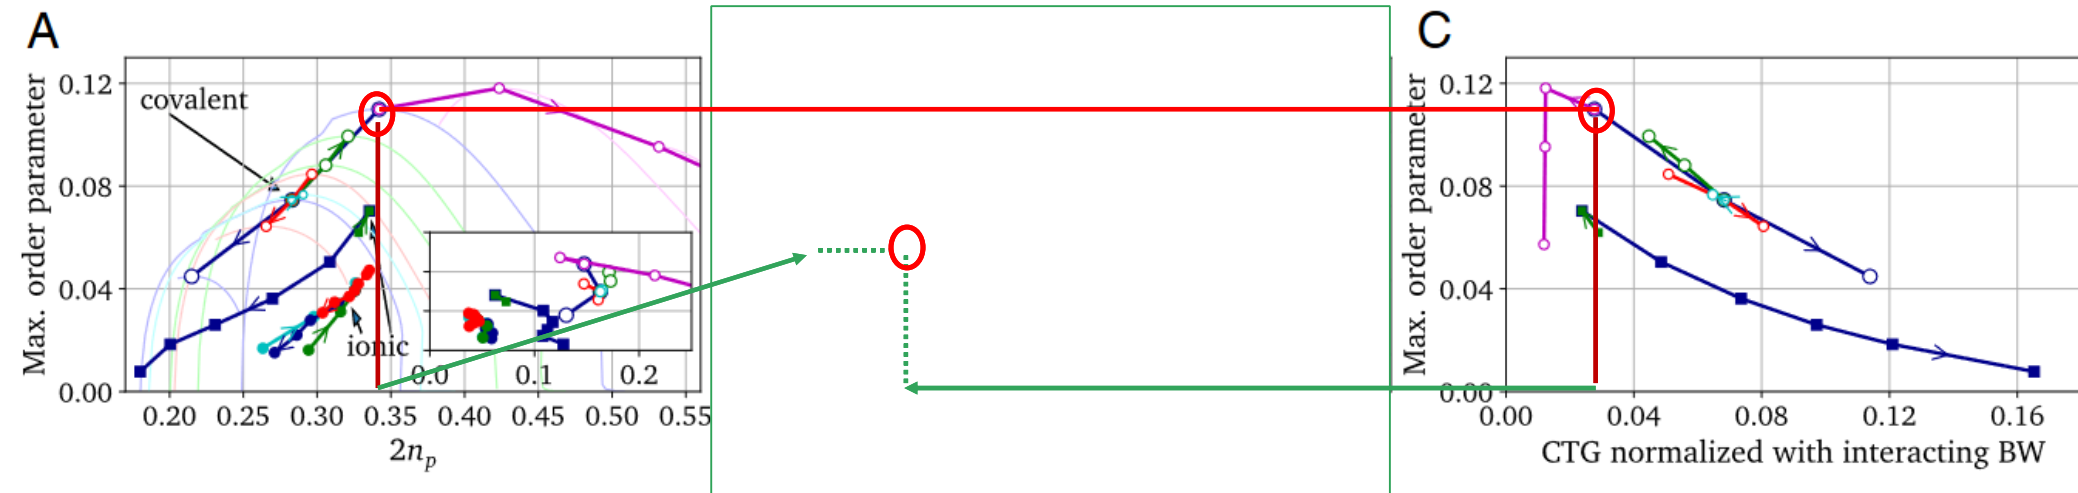 A
Max. order parameter
0.12
0.08
0.04
0.00
covalent
ionic
0.0 0.1 0.2
0.20 0.25 0.30 0.35 0.40 0.45 0.50 0.55
2nₚ
C
Max. order parameter
0.12
0.08
0.04
0.00
0.00 0.04 0.08 0.12 0.16
CTG normalized with interacting BW